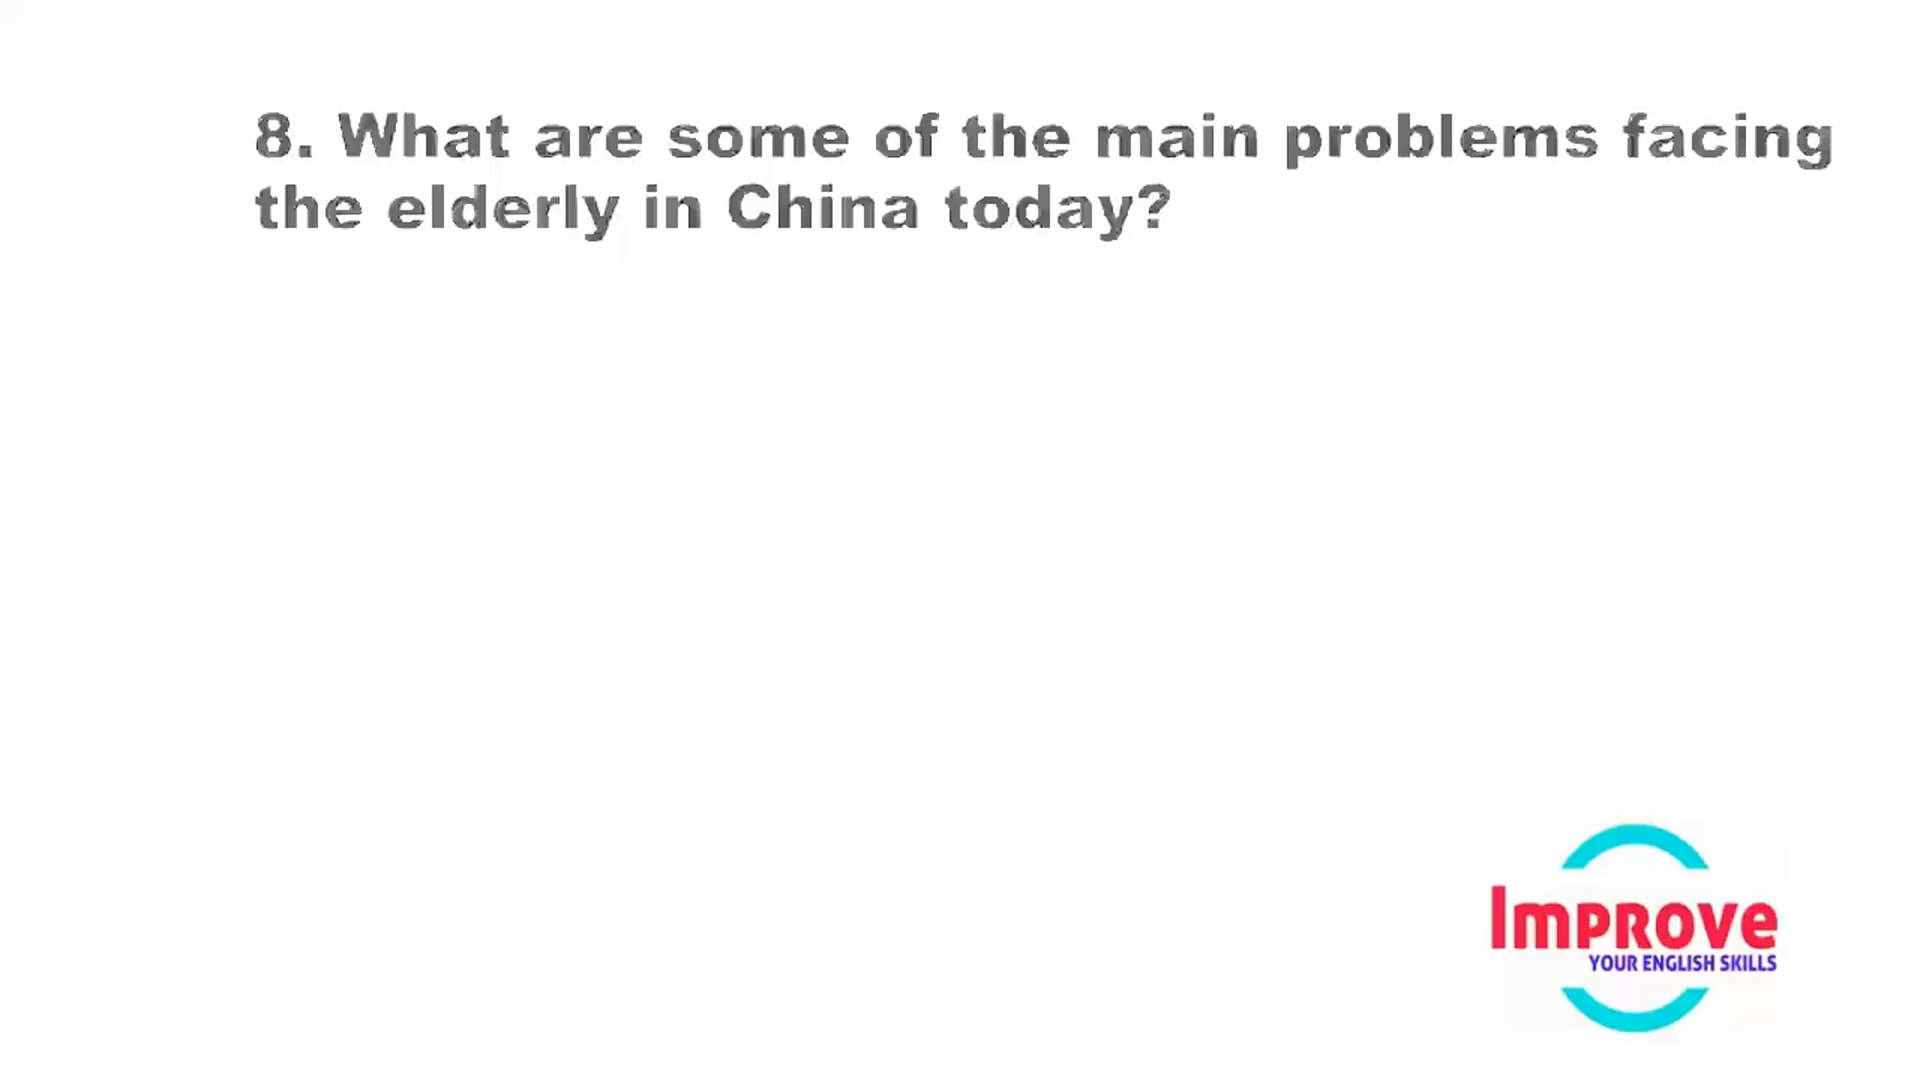 8. What are some of the main problems facing
the elderly in China today?
Improve
YOUR ENGLISH SKILLS